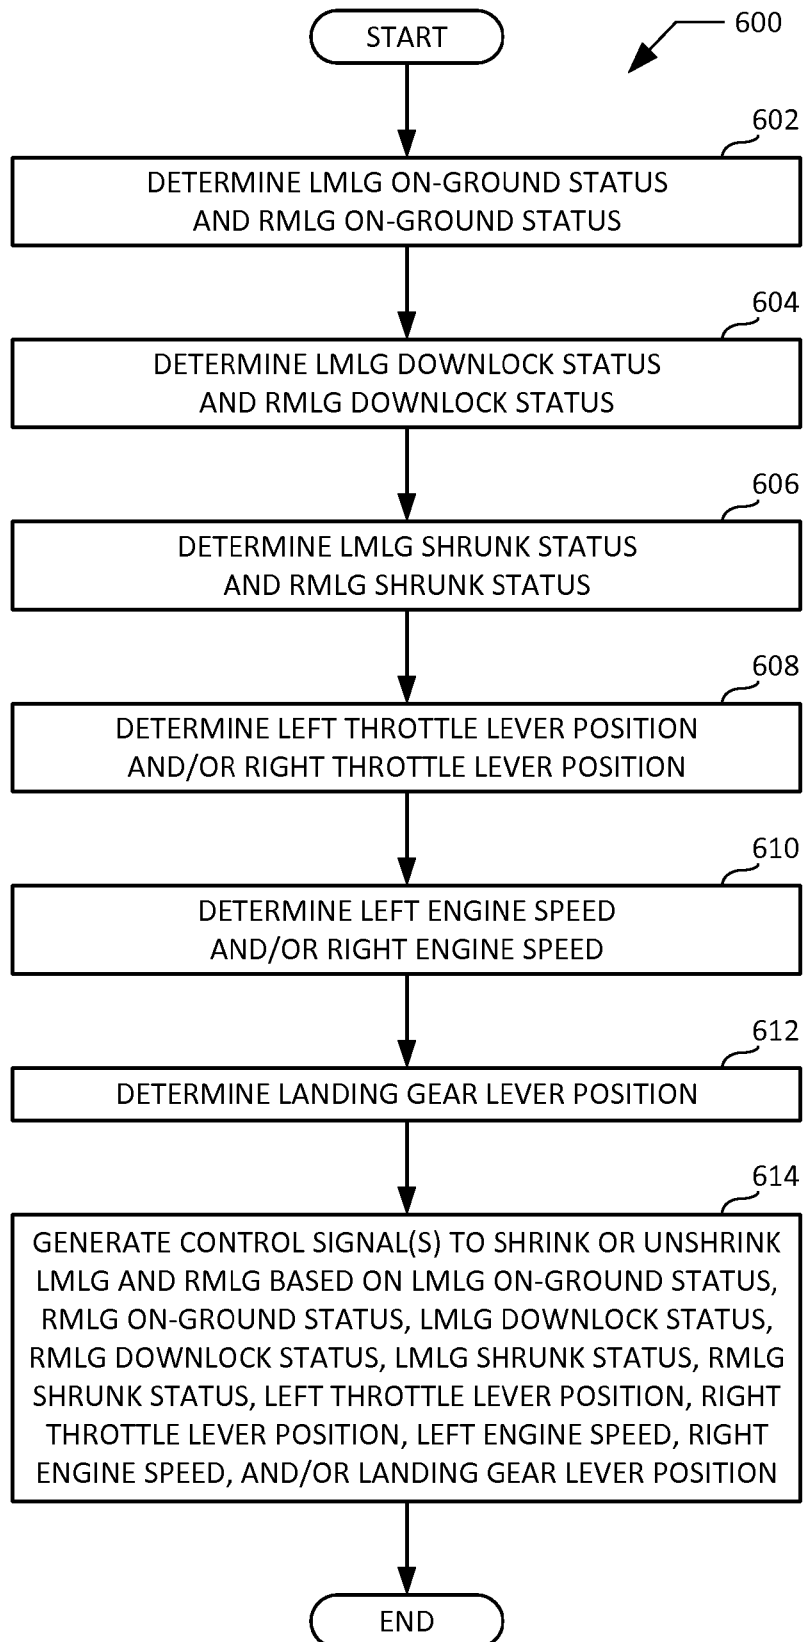 START
600
602
DETERMINE LMLG ON-GROUND STATUS
AND RMLG ON-GROUND STATUS
604
DETERMINE LMLG DOWNLOCK STATUS
AND RMLG DOWNLOCK STATUS
606
DETERMINE LMLG SHRUNK STATUS
AND RMLG SHRUNK STATUS
608
DETERMINE LEFT THROTTLE LEVER POSITION
AND/OR RIGHT THROTTLE LEVER POSITION
610
DETERMINE LEFT ENGINE SPEED
AND/OR RIGHT ENGINE SPEED
612
DETERMINE LANDING GEAR LEVER POSITION
614
GENERATE CONTROL SIGNAL(S) TO SHRINK OR UNSHRINK
LMLG AND RMLG BASED ON LMLG ON-GROUND STATUS,
RMLG ON-GROUND STATUS, LMLG DOWNLOCK STATUS,
RMLG DOWNLOCK STATUS, LMLG SHRUNK STATUS, RMLG
SHRUNK STATUS, LEFT THROTTLE LEVER POSITION, RIGHT
THROTTLE LEVER POSITION, LEFT ENGINE SPEED, RIGHT
ENGINE SPEED, AND/OR LANDING GEAR LEVER POSITION
END